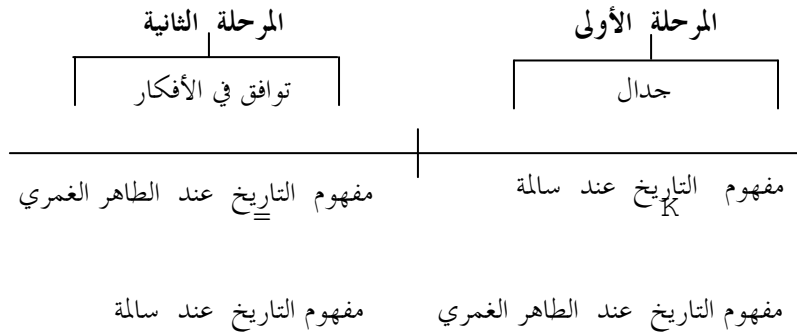 المرحلة الأولى
المرحلة الثانية
جدال
توافق في الأفكار
مفهوم التاريخ عند سالمة
K
مفهوم التاريخ عند الطاهر الغمري
=
مفهوم التاريخ عند الطاهر الغمري
مفهوم التاريخ عند سالمة